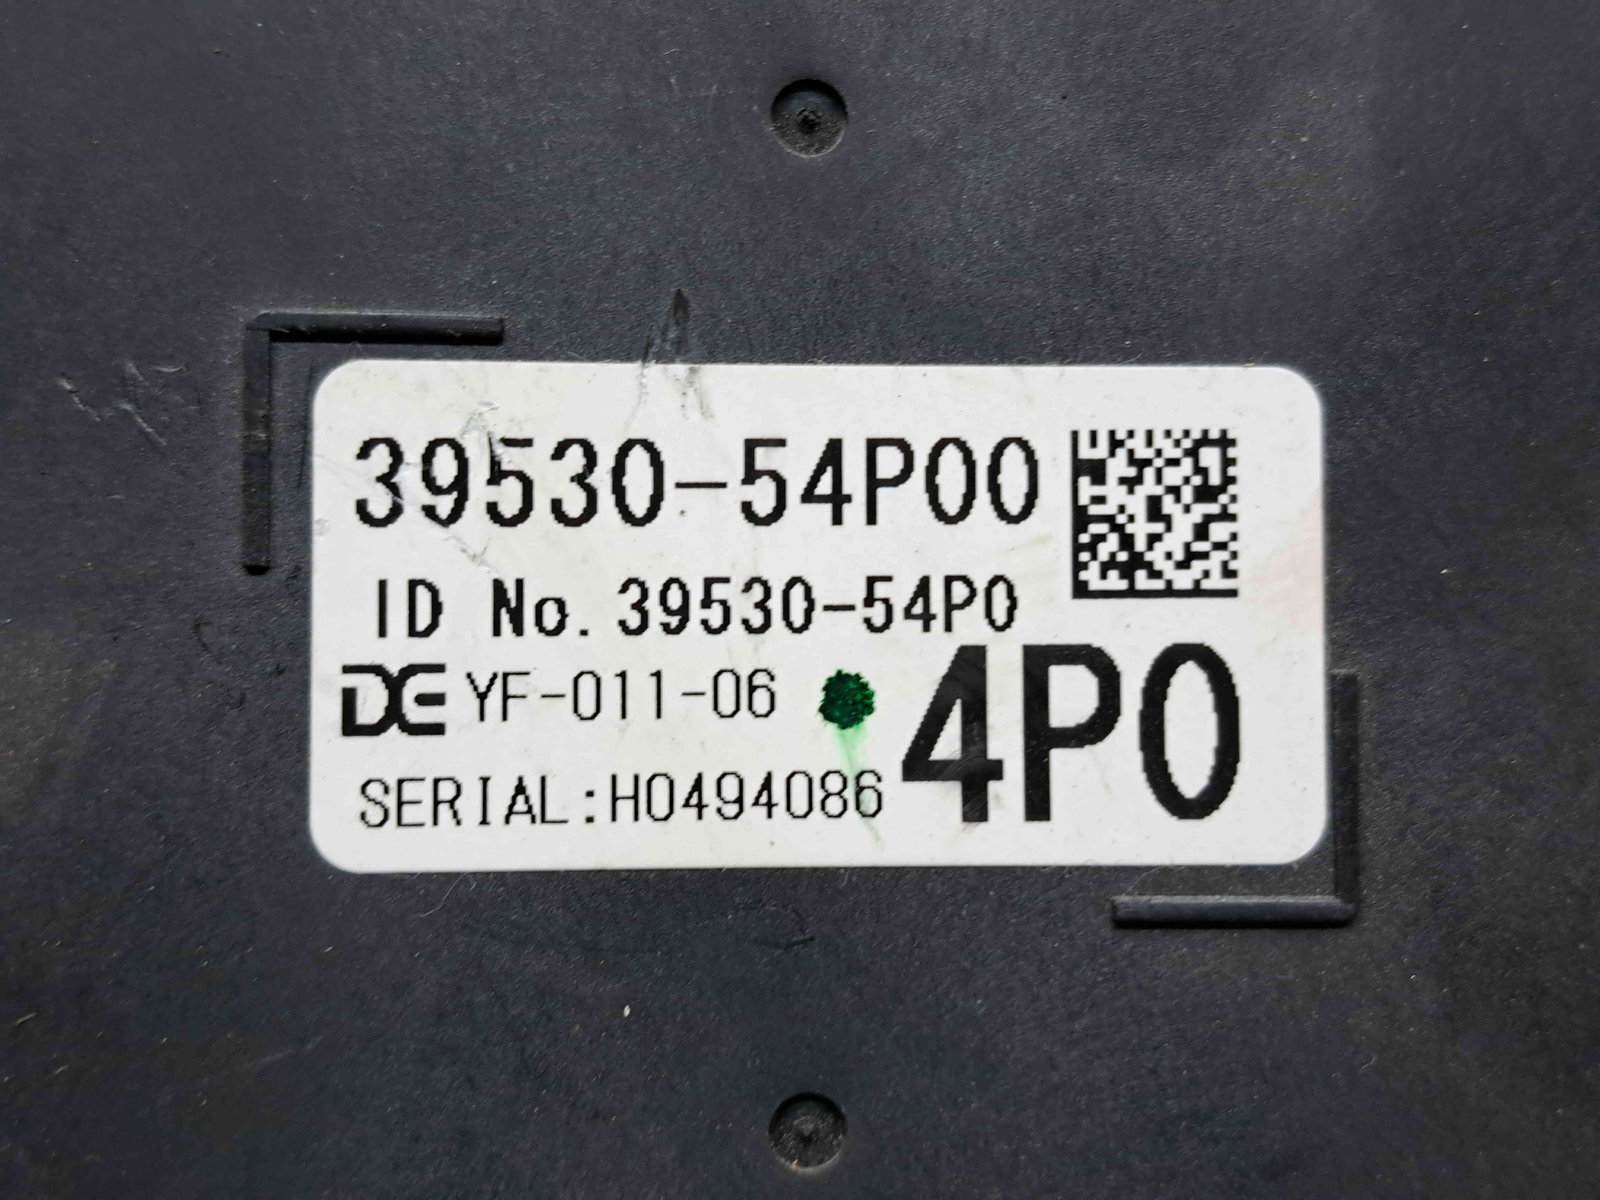 39530-54P00
ID No. 39530-54P0
DE YF-011-06
4P0
SERIAL:H0494086